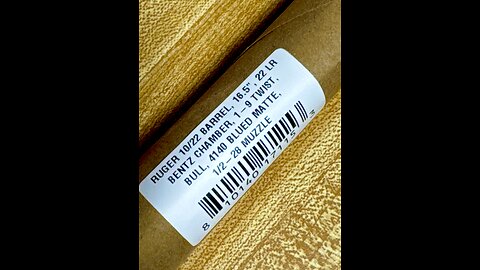 RUGER 10/22 BARREL, 16.5", 22 LR
BENTZ CHAMBER, 1-9 TWIST,
BULL, 4140 BLUED MATTE,
1/2-28 MUZZLE